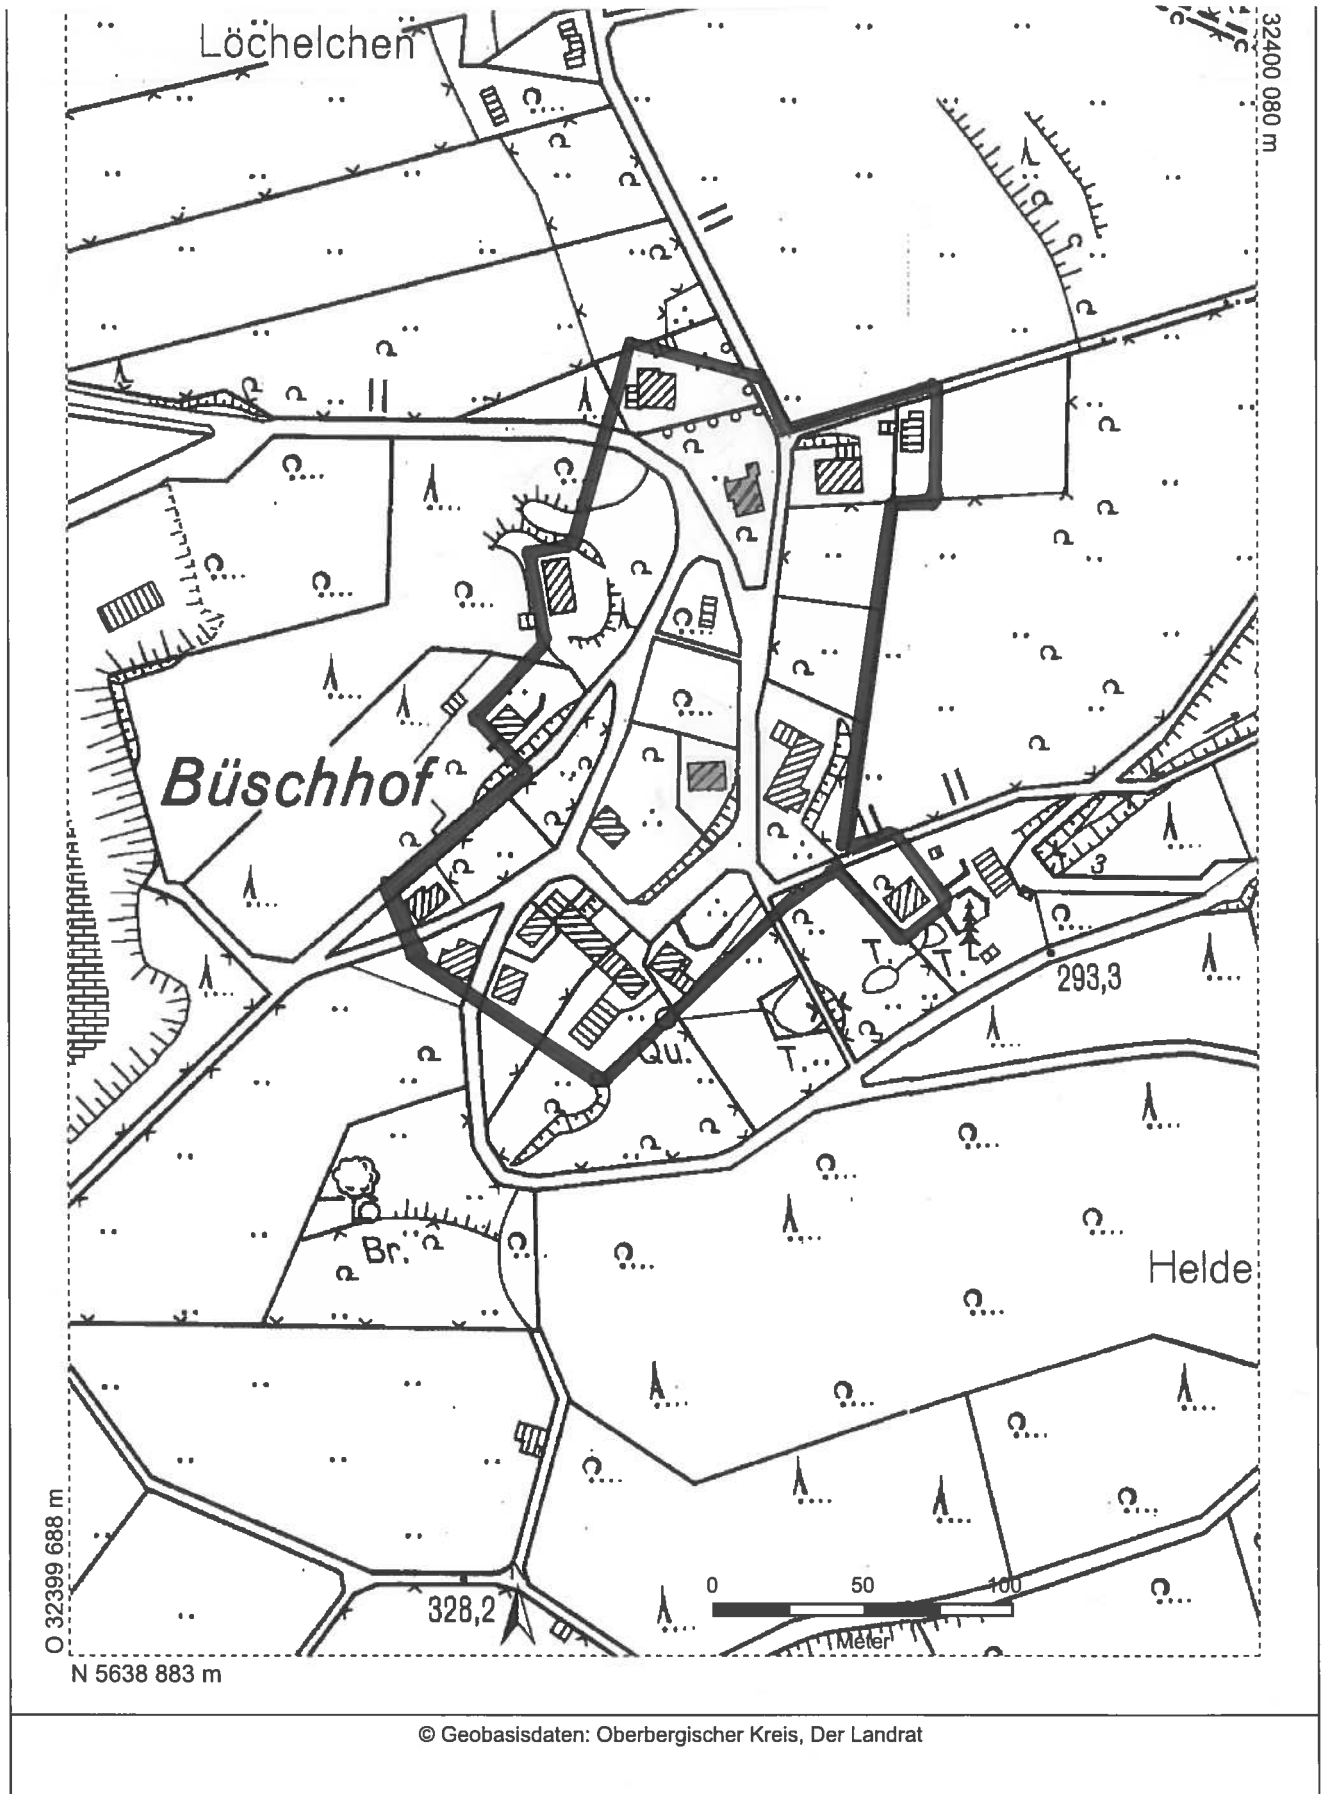 Löchelchen
32400 080 m
Büschhof
293,3
Qu.
T..
T.
T.
3
Br.
Helde
O 32399 688 m
328,2
0 50 100
Meter
N 5638 883 m
© Geobasisdaten: Oberbergischer Kreis, Der Landrat